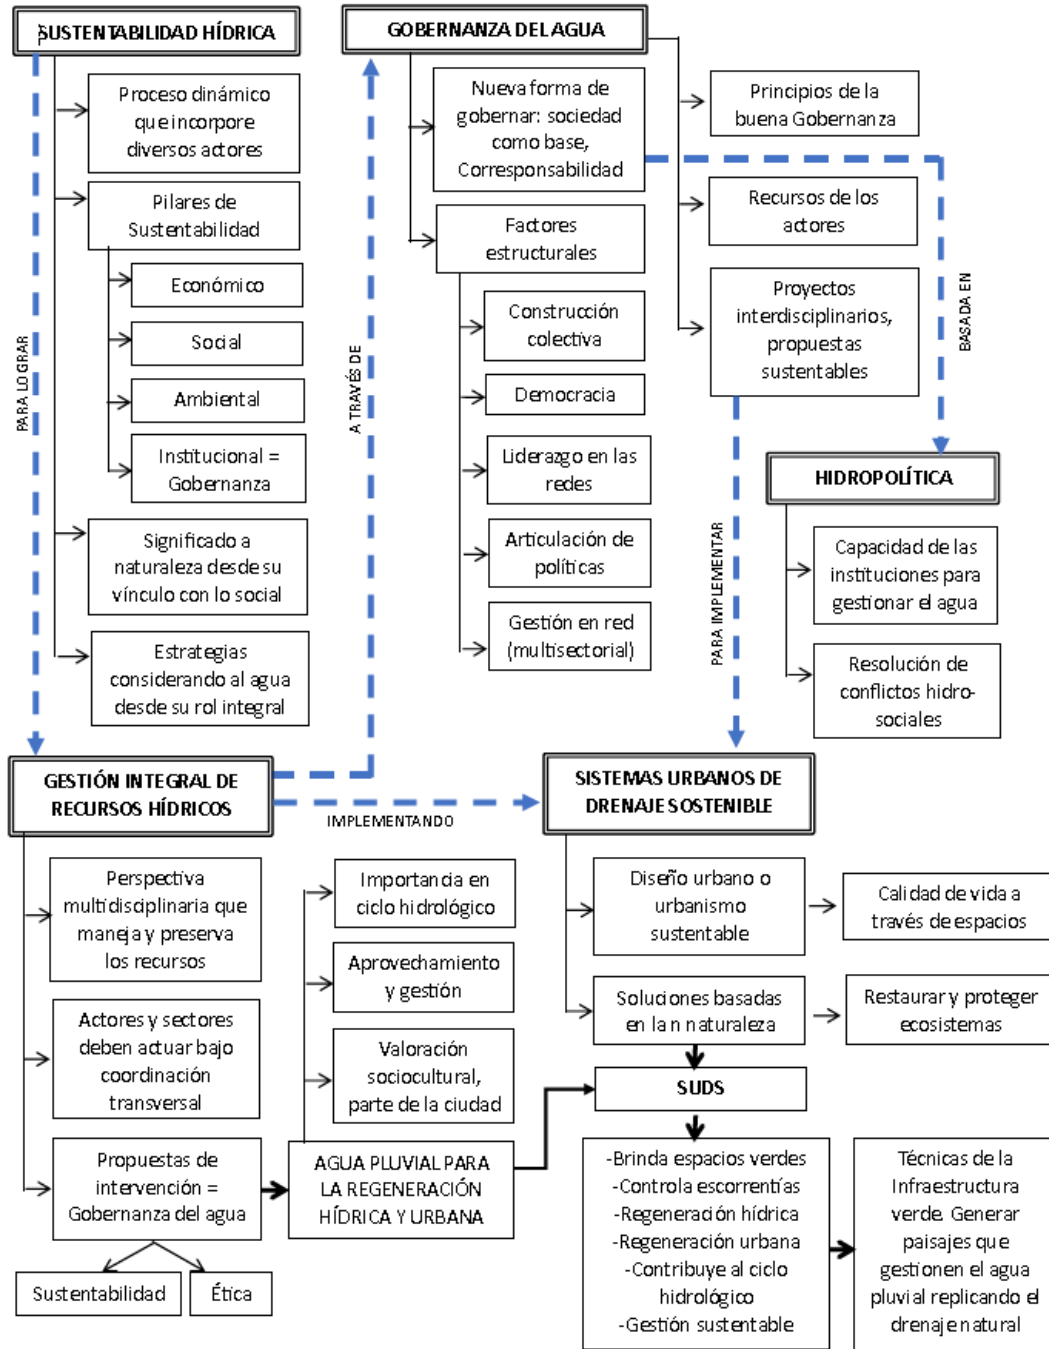 SUSTENTABILIDAD HÍDRICA
Proceso dinámico
que incorpore
diversos actores
Pilares de
Sustentabilidad
Económico
Social
Ambiental
Institucional =
Gobernanza
Significado a
naturaleza desde su
vínculo con lo social
Estrategias
considerando al agua
desde su rol integral
PARA LOGRAR
GOBERNANZA DEL AGUA
Nueva forma de
gobernar: sociedad
como base,
Corresponsabilidad
Factores
estructurales
Construcción
colectiva
Democracia
Liderazgo en las
redes
Articulación de
políticas
Gestión en red
(multisectorial)
A TRAVÉS DE
Principios de la
buena Gobernanza
Recursos de los
actores
Proyectos
interdisciplinarios,
propuestas
sustentables
BASADA EN
PARA IMPLEMENTAR
HIDROPOLÍTICA
Capacidad de las
instituciones para
gestionar el agua
Resolución de
conflictos hidro-
sociales
GESTIÓN INTEGRAL DE
RECURSOS HÍDRICOS
IMPLEMENTANDO
Perspectiva
multidisciplinaria que
maneja y preserva
los recursos
Actores y sectores
deben actuar bajo
coordinación
transversal
Propuestas de
intervención =
Gobernanza del agua
Sustentabilidad
Ética
Importancia en
ciclo hidrológico
Aprovechamiento
y gestión
Valoración
sociocultural,
parte de la ciudad
AGUA PLUVIAL PARA
LA REGENERACIÓN
HÍDRICA Y URBANA
SISTEMAS URBANOS DE
DRENAJE SOSTENIBLE
Diseño urbano o
urbanismo
sustentable
Calidad de vida a
través de espacios
Soluciones basadas
en la n naturaleza
Restaurar y proteger
ecosistemas
SUDS
-Brinda espacios verdes
-Controla escorrentías
-Regeneración hídrica
-Regeneración urbana
-Contribuye al ciclo
hidrológico
-Gestión sustentable
Técnicas de la
Infraestructura
verde. Generar
paisajes que
gestionen el agua
pluvial replicando el
drenaje natural